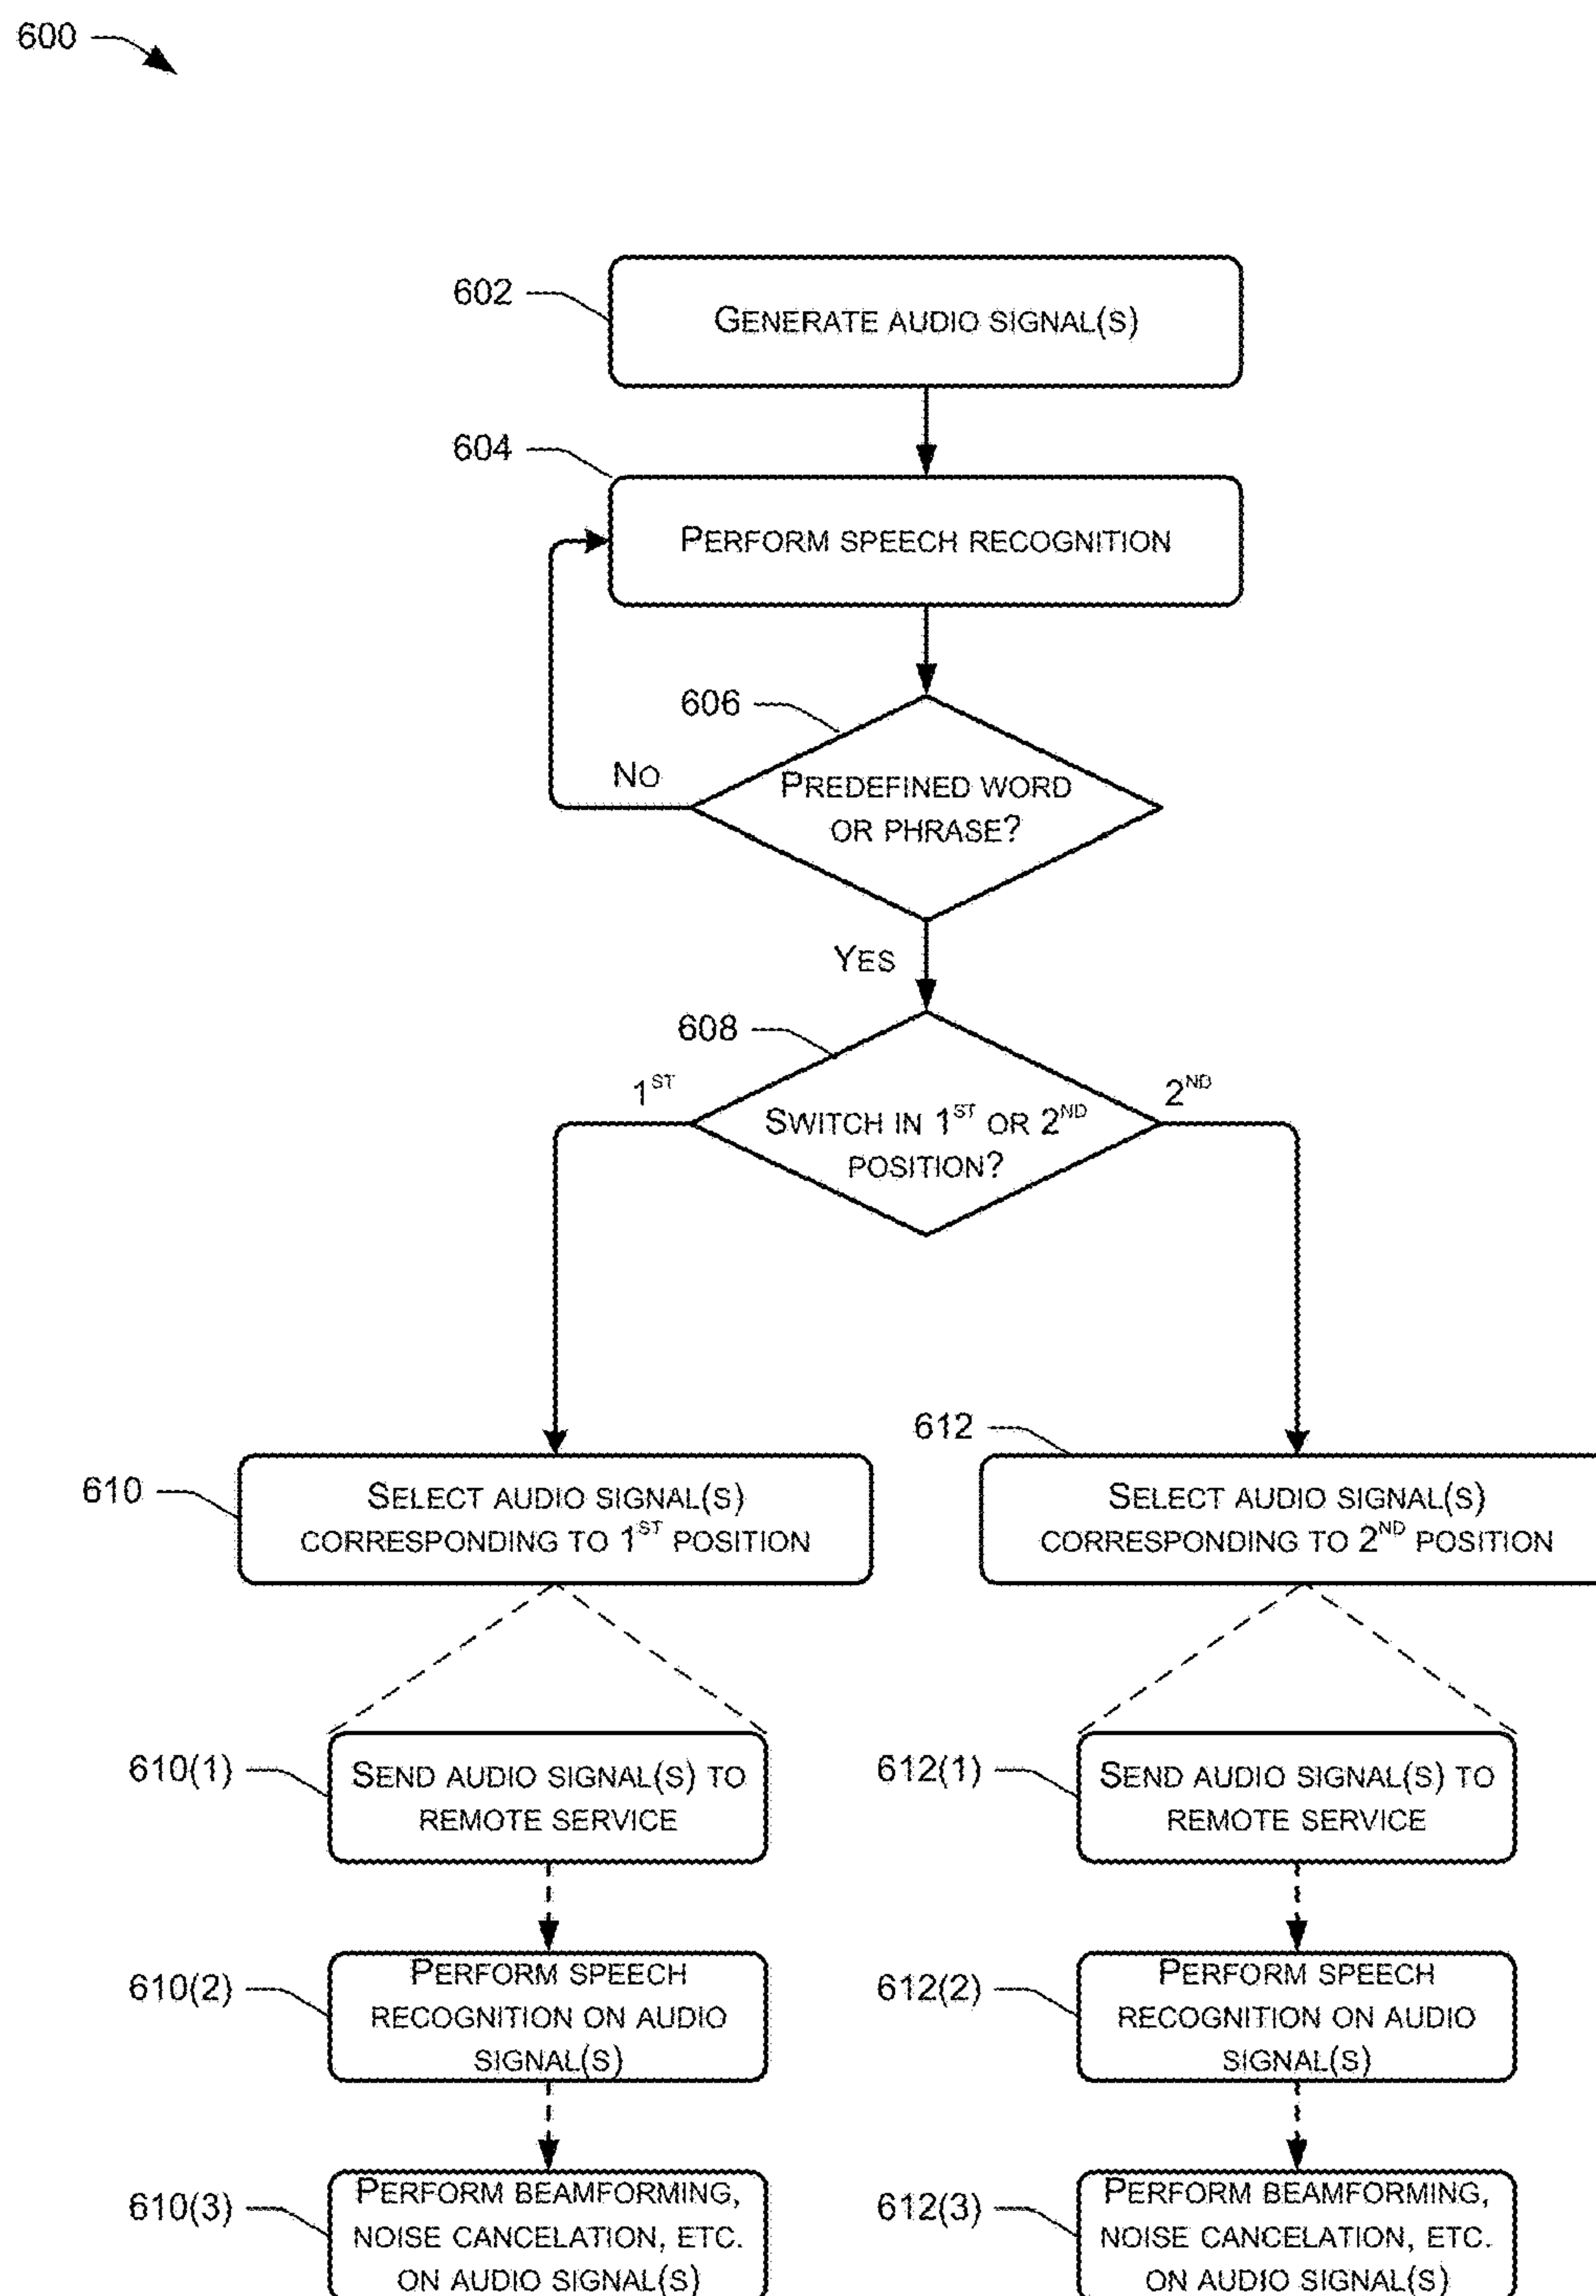 600
602
GENERATE AUDIO SIGNAL(S)
604
PERFORM SPEECH RECOGNITION
606
NO
PREDEFINED WORD
OR PHRASE?
YES
608
1ST
2ND
SWITCH IN 1ST OR 2ND
POSITION?
610
SELECT AUDIO SIGNAL(S)
CORRESPONDING TO 1ST POSITION
612
SELECT AUDIO SIGNAL(S)
CORRESPONDING TO 2ND POSITION
610(1)
SEND AUDIO SIGNAL(S) TO
REMOTE SERVICE
612(1)
SEND AUDIO SIGNAL(S) TO
REMOTE SERVICE
610(2)
PERFORM SPEECH
RECOGNITION ON AUDIO
SIGNAL(S)
612(2)
PERFORM SPEECH
RECOGNITION ON AUDIO
SIGNAL(S)
610(3)
PERFORM BEAMFORMING,
NOISE CANCELATION, ETC.
ON AUDIO SIGNAL(S)
612(3)
PERFORM BEAMFORMING,
NOISE CANCELATION, ETC.
ON AUDIO SIGNAL(S)